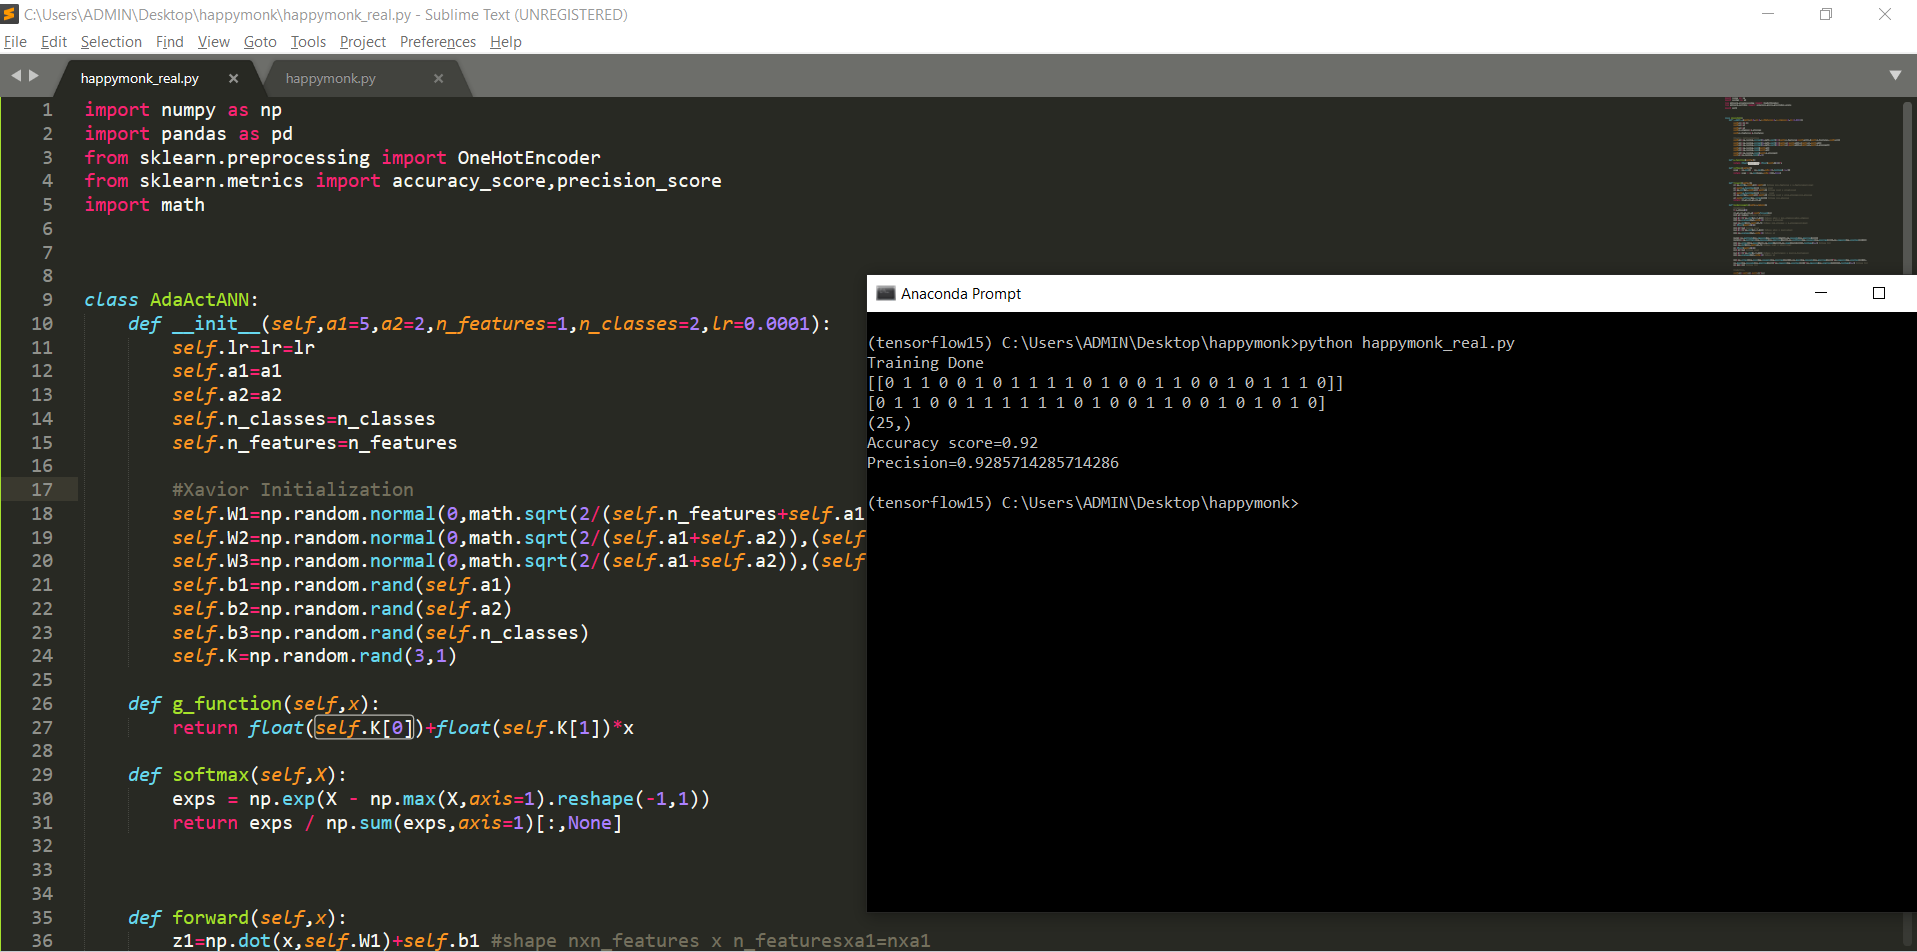 C:\Users\ADMIN\Desktop\happymonk\happymonk_real.py - Sublime Text (UNREGISTERED)
File Edit Selection Find View Goto Tools Project Preferences Help
happymonk_real.py happymonk.py
1 import numpy as np
2 import pandas as pd
3 from sklearn.preprocessing import OneHotEncoder
4 from sklearn.metrics import accuracy_score,precision_score
5 import math
6
7
8
9 class AdaActANN:
10 def __init__(self,a1=5,a2=2,n_features=1,n_classes=2,lr=0.0001):
11 self.lr=lr=lr
12 self.a1=a1
13 self.a2=a2
14 self.n_classes=n_classes
15 self.n_features=n_features
16
17 #Xavior Initialization
18 self.W1=np.random.normal(0,math.sqrt(2/(self.n_features+self.a1
19 self.W2=np.random.normal(0,math.sqrt(2/(self.a1+self.a2)),(self
20 self.W3=np.random.normal(0,math.sqrt(2/(self.a1+self.a2)),(self
21 self.b1=np.random.rand(self.a1)
22 self.b2=np.random.rand(self.a2)
23 self.b3=np.random.rand(self.n_classes)
24 self.K=np.random.rand(3,1)
25
26 def g_function(self,x):
27 return float(self.K[0])+float(self.K[1])*x
28
29 def softmax(self,X):
30 exps = np.exp(X - np.max(X,axis=1).reshape(-1,1))
31 return exps / np.sum(exps,axis=1)[:,None]
32
33
34
35 def forward(self,x):
36 z1=np.dot(x,self.W1)+self.b1 #shape nxn_features x n_featuresxa1=nxa1
Anaconda Prompt
(tensorflow15) C:\Users\ADMIN\Desktop\happymonk>python happymonk_real.py
Training Done
[[0 1 1 0 0 1 0 1 1 1 1 0 1 0 0 1 1 0 0 1 0 1 1 1 0]]
[0 1 1 0 0 1 1 1 1 1 1 0 1 0 0 1 1 0 0 1 0 1 0 1 0]
(25,)
Accuracy score=0.92
Precision=0.9285714285714286
(tensorflow15) C:\Users\ADMIN\Desktop\happymonk>